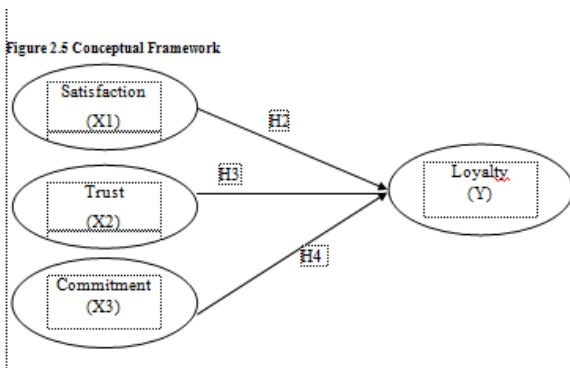 Figure 2.5 Conceptual Framework
Satisfaction
(X1)
H2
H3
Trust
(X2)
Loyalty
(Y)
H4
Commitment
(X3)